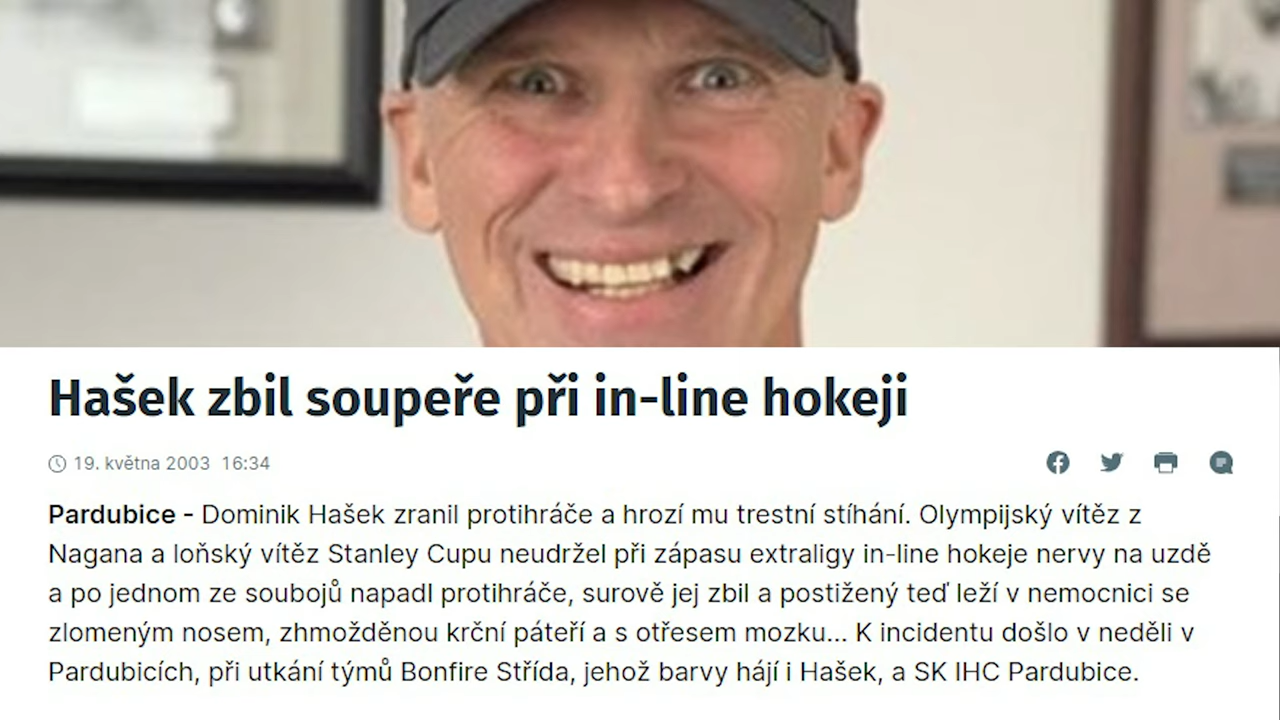 Hašek zbil soupeře při in-line hokeji
19. května 2003 16:34
Pardubice - Dominik Hašek zranil protihráče a hrozí mu trestní stíhání. Olympijský vítěz z
Nagana a loňský vítěz Stanley Cupu neudržel při zápasu extraligy in-line hokeje nervy na uzdě
a po jednom ze soubojů napadl protihráče, surově jej zbil a postižený teď leží v nemocnici se
zlomeným nosem, zhmožděnou krční páteří a s otřesem mozku... K incidentu došlo v neděli v
Pardubicích, při utkání týmů Bonfire Střída, jehož barvy hájí i Hašek, a SK IHC Pardubice.